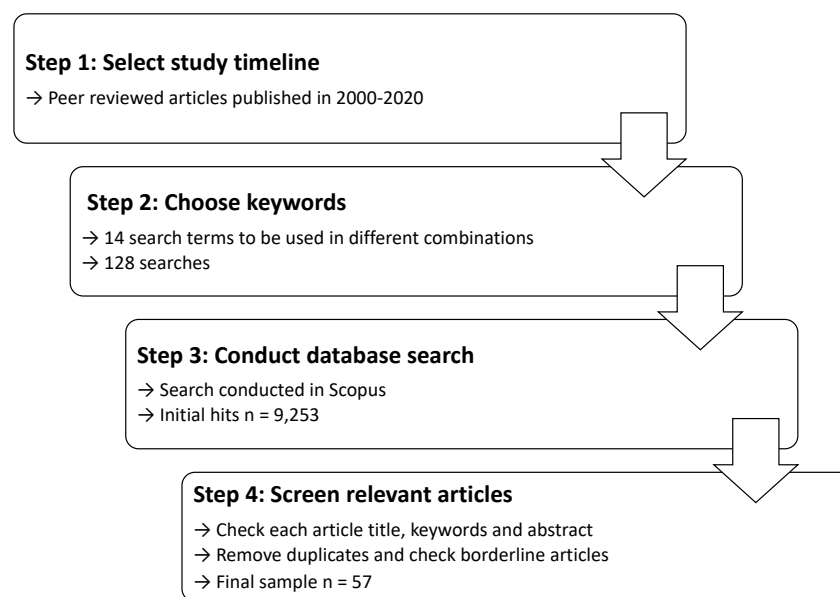 Step 1: Select study timeline
→ Peer reviewed articles published in 2000-2020
Step 2: Choose keywords
→ 14 search terms to be used in different combinations
→ 128 searches
Step 3: Conduct database search
→ Search conducted in Scopus
→ Initial hits n = 9,253
Step 4: Screen relevant articles
→ Check each article title, keywords and abstract
→ Remove duplicates and check borderline articles
→ Final sample n = 57